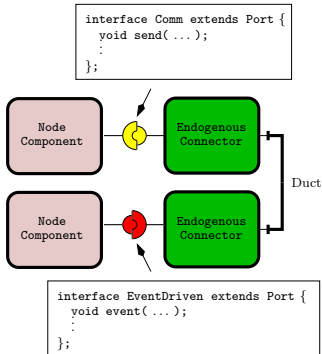 interface Comm extends Port {
void send( ... );
:
};
Node
Component
Endogenous
Connector
Duct
Node
Component
Endogenous
Connector
interface EventDriven extends Port {
void event( ... );
:
};